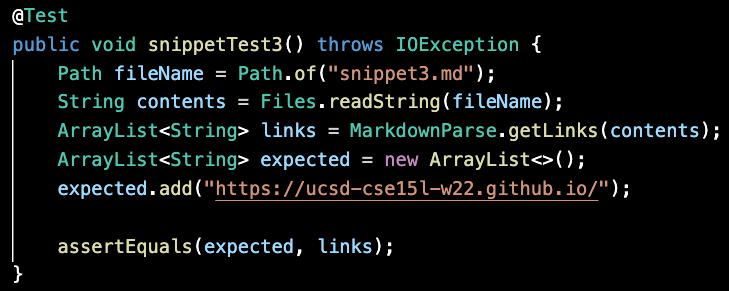 @Test
public void snippetTest3() throws IOException {
    Path fileName = Path.of("snippet3.md");
    String contents = Files.readString(fileName);
    ArrayList<String> links = MarkdownParse.getLinks(contents);
    ArrayList<String> expected = new ArrayList<>();
    expected.add("https://ucsd-cse15l-w22.github.io/");

    assertEquals(expected, links);
}